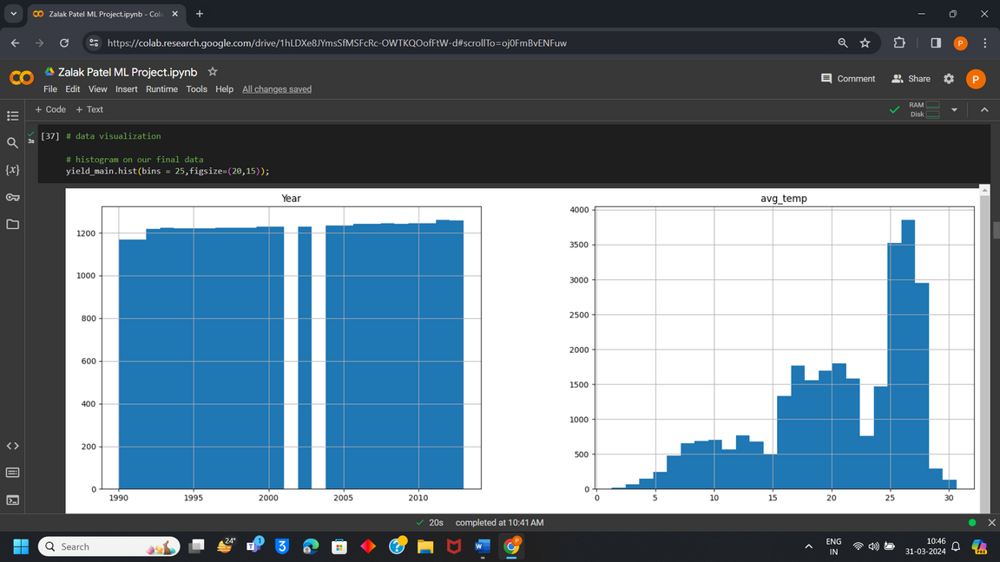 Zalak Patel ML Project.ipynb - Cola
https://colab.research.google.com/drive/1hLDXe8JYmsSfMSFcRc-OWTKQOofFtW-d#scrollTo=oj0FmBvENFuw
P
CO
Zalak Patel ML Project.ipynb
File Edit View Insert Runtime Tools Help All changes saved
Comment Share P
+ Code + Text
RAM
Disk
3s
[37] # data visualization
# histogram on our final data
yield_main.hist(bins = 25,figsize=(20,15));
{x}
Year
1200
1000
800
600
400
200
0
1990 1995 2000 2005 2010
avg_temp
4000
3500
3000
2500
2000
1500
1000
500
0
0 5 10 15 20 25 30
20s completed at 10:41 AM
Search
24°
1
3
W
P
ENG
IN
10:46
31-03-2024
PRE